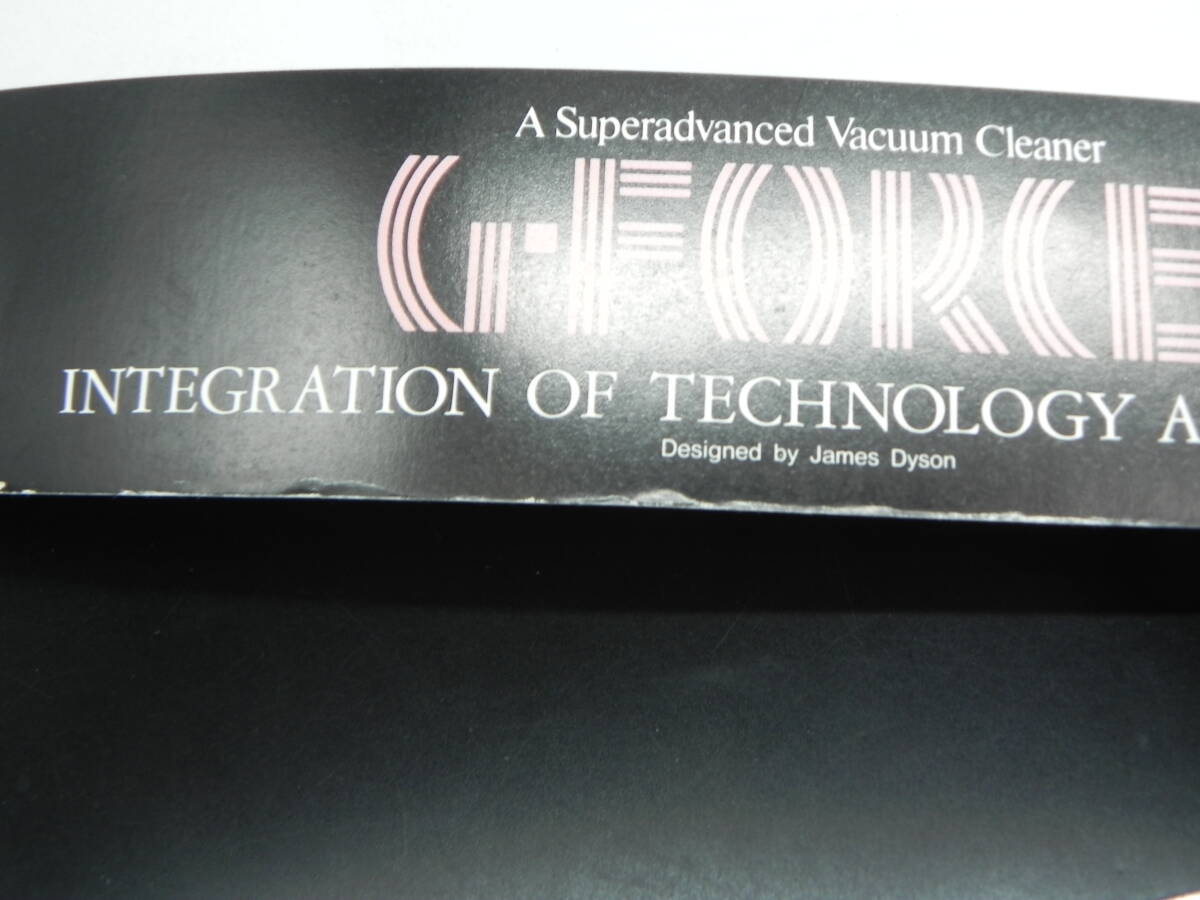 A Superadvanced Vacuum Cleaner
G·FORCE
INTEGRATION OF TECHNOLOGY A
Designed by James Dyson